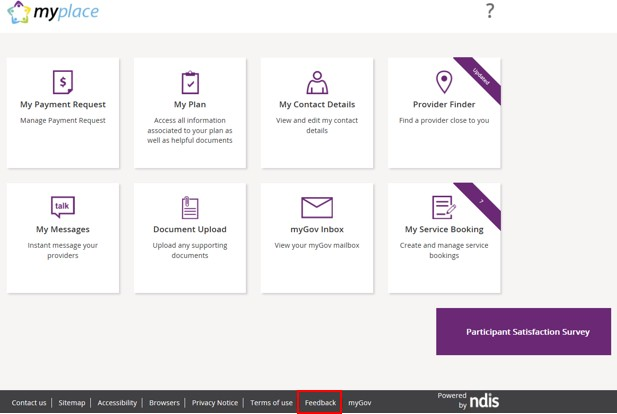 myplace
?
$
My Payment Request
Manage Payment Request
My Plan
Access all information
associated to your plan as
well as helpful documents
My Contact Details
View and edit my contact
details
Updated
Provider Finder
Find a provider close to you
talk
My Messages
Instant message your
providers
Document Upload
Upload any supporting
documents
myGov Inbox
View your myGov mailbox
7
My Service Booking
Create and manage service
bookings
Participant Satisfaction Survey
Contact us
Sitemap
Accessibility
Browsers
Privacy Notice
Terms of use
Feedback
myGov
Powered
by ndis